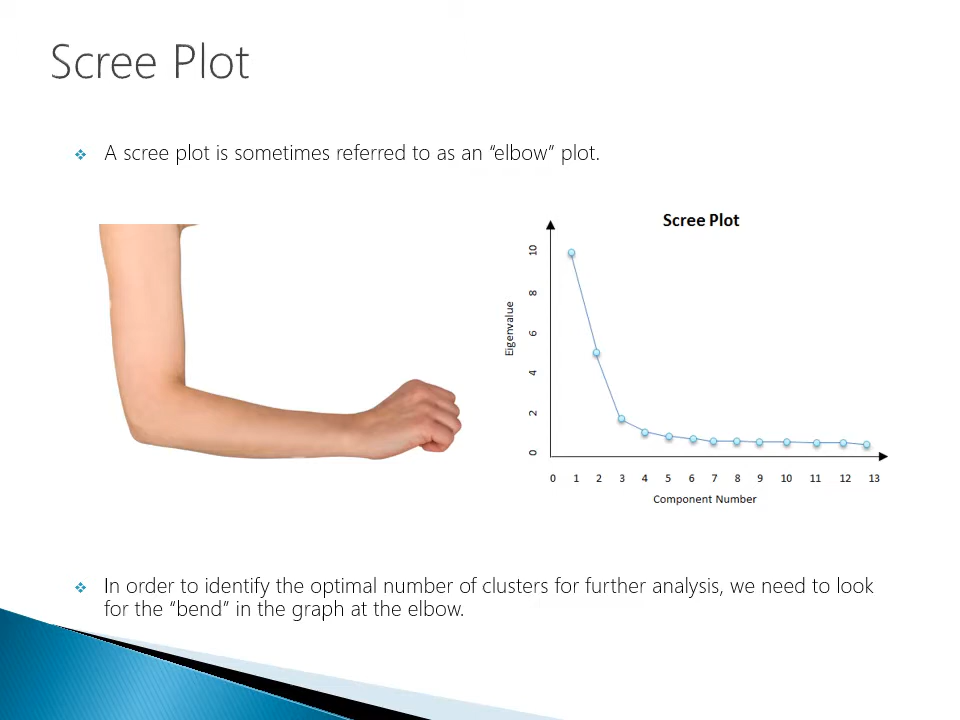 Scree Plot
A scree plot is sometimes referred to as an “elbow” plot.
Scree Plot
10
8
6
4
2
0
Eigenvalue
0 1 2 3 4 5 6 7 8 9 10 11 12 13
Component Number
In order to identify the optimal number of clusters for further analysis, we need to look
for the “bend” in the graph at the elbow.